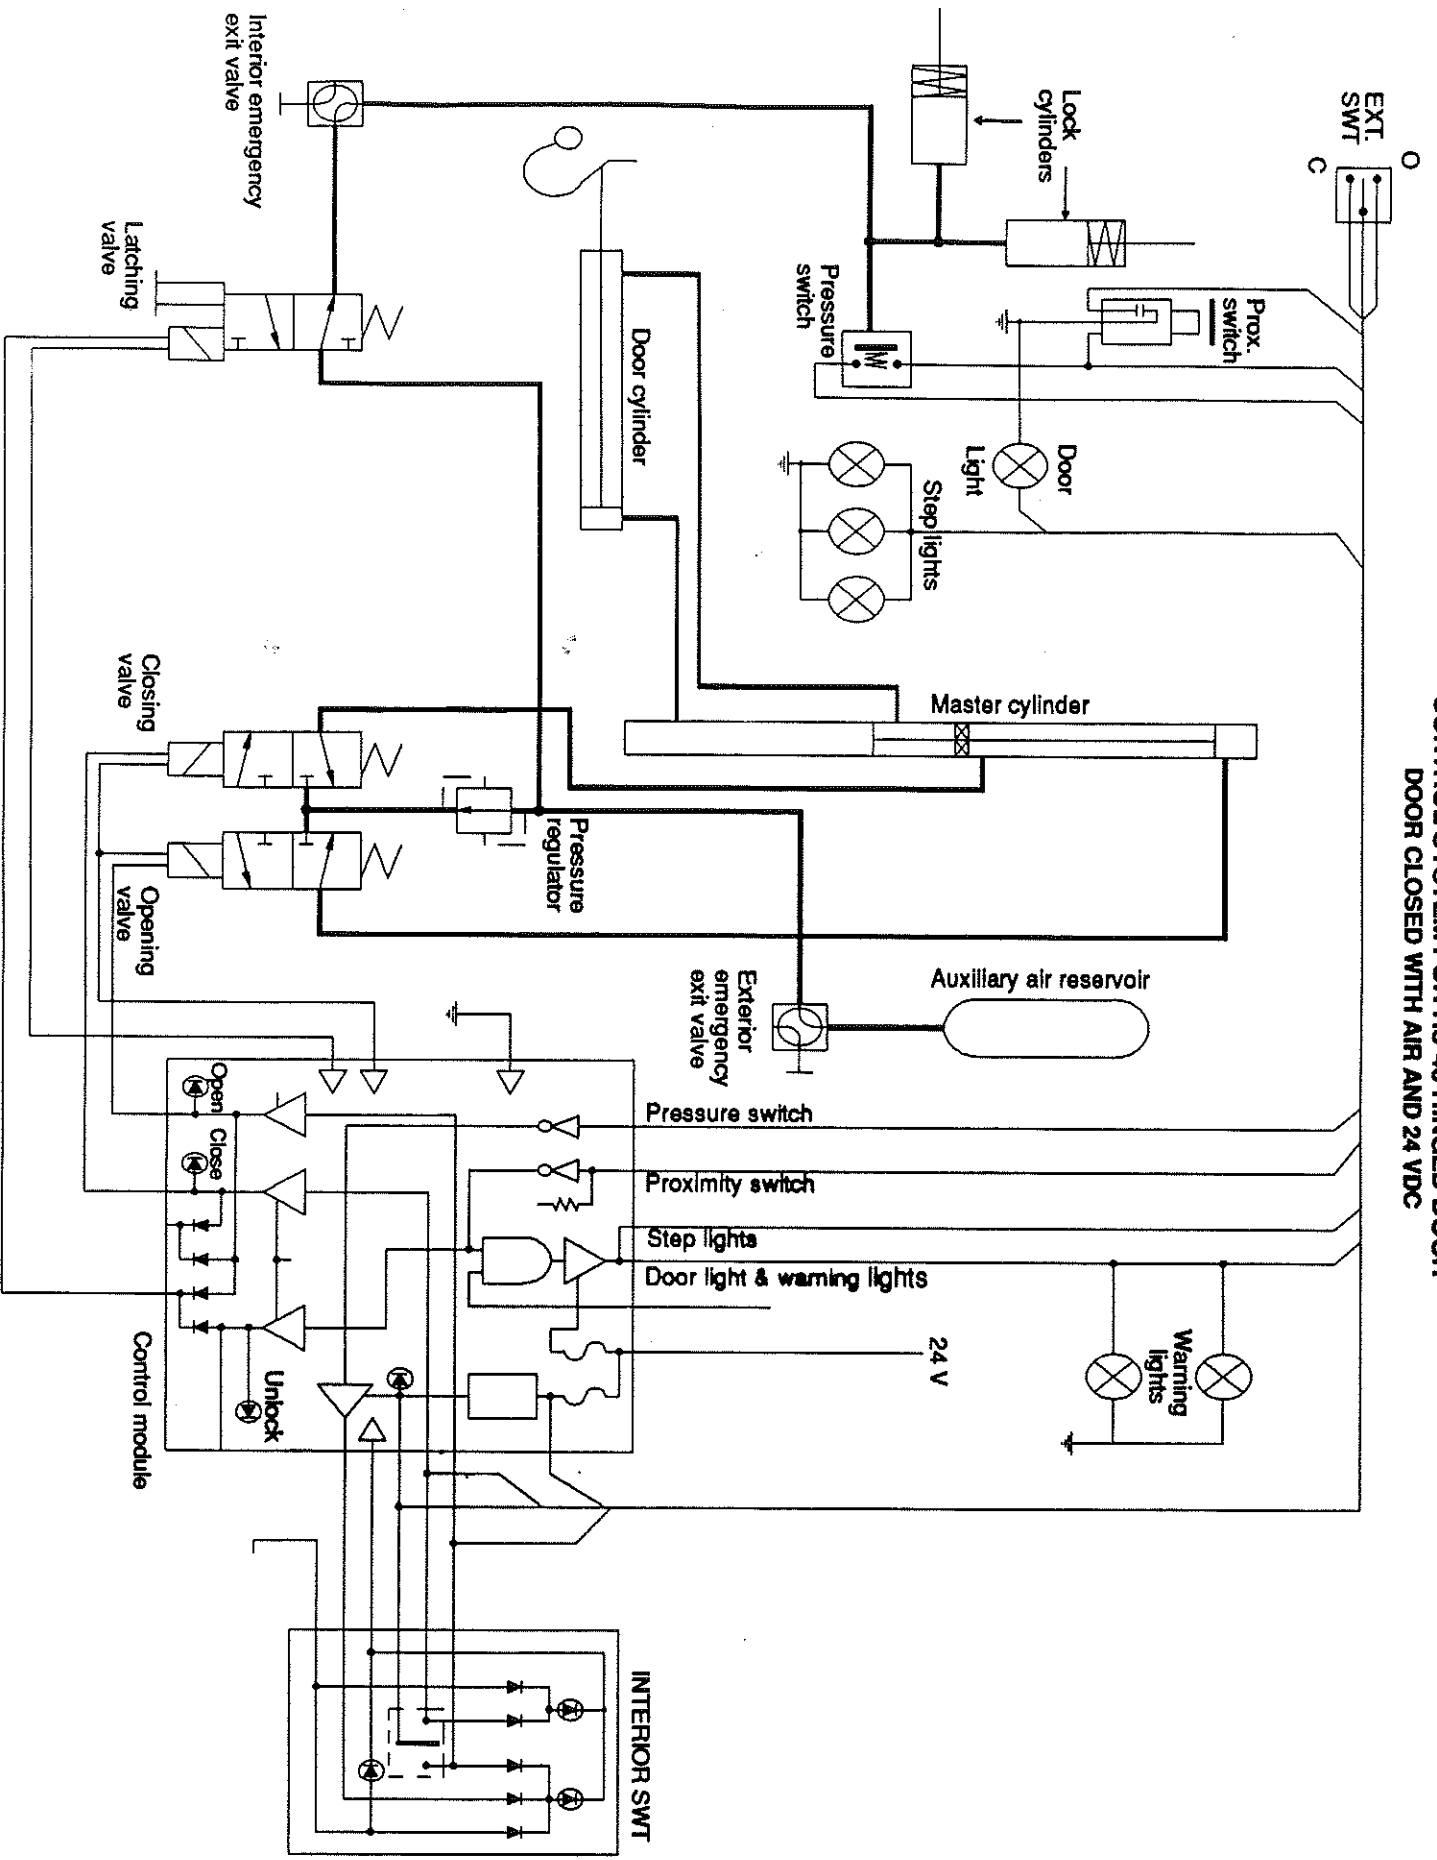 DOOR CLOSED WITH AIR AND 24 VDC
EXT.
SWT
O
C
Lock
cylinders
Prox.
switch
Pressure
switch
Door
Light
Step lights
Interior emergency
exit valve
Latching
valve
Door cylinder
Master cylinder
Closing
valve
Opening
valve
Pressure
regulator
Auxiliary air reservoir
Exterior
emergency
exit valve
Pressure switch
Proximity switch
Step lights
Door light & warning lights
24 V
Warning
lights
Open
Close
Unlock
Control module
INTERIOR SWT